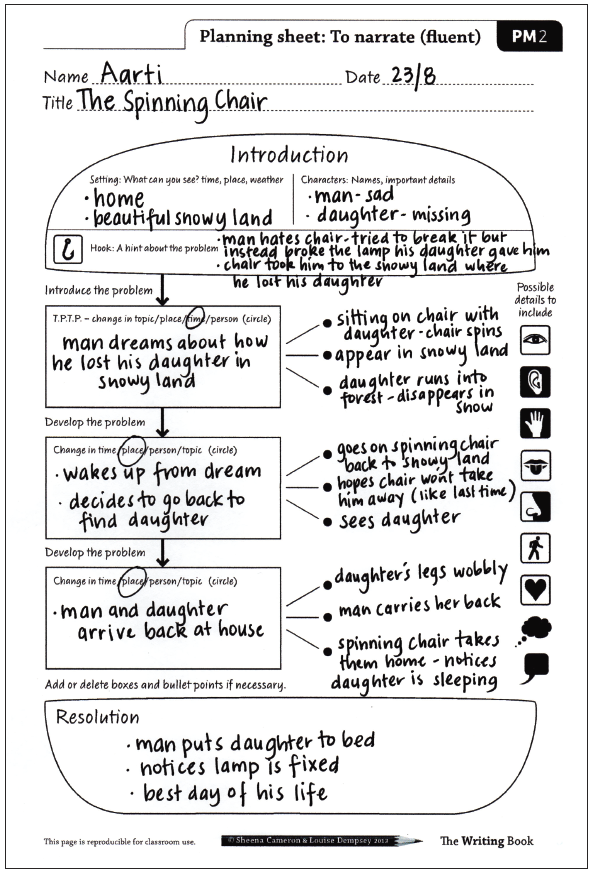 Planning sheet: To narrate (fluent) PM2
Name Aarti Date 23/8
Title The Spinning Chair
Introduction
Setting: What can you see? time, place, weather
· home
· beautiful snowy land
Characters: Names, important details
· man- sad
· daughter- missing
Hook: A hint about the problem
· man hates chair- tried to break it but
instead broke the lamp his daughter gave him
· chair took him to the snowy land where
he lost his daughter
Introduce the problem
T.P.T.P. – change in topic/place/time/person (circle)
man dreams about how
he lost his daughter in
snowy land
● sitting on chair with
daughter - chair spins
● appear in snowy land
● daughter runs into
forest - disappears in
snow
Possible
details to
include
Develop the problem
Change in time/place/person/topic (circle)
· wakes up from dream
· decides to go back to
find daughter
● goes on spinning chair
back to snowy land
● hopes chair wont take
him away (like last time)
● sees daughter
Develop the problem
Change in time/place/person/topic (circle)
· man and daughter
arrive back at house
● daughter's legs wobbly
● man carries her back
● spinning chair takes
them home - notices
daughter is sleeping
Add or delete boxes and bullet points if necessary.
Resolution
· man puts daughter to bed
· notices lamp is fixed
· best day of his life
This page is reproducible for classroom use.
© Sheena Cameron & Louise Dempsey 2012
The Writing Book